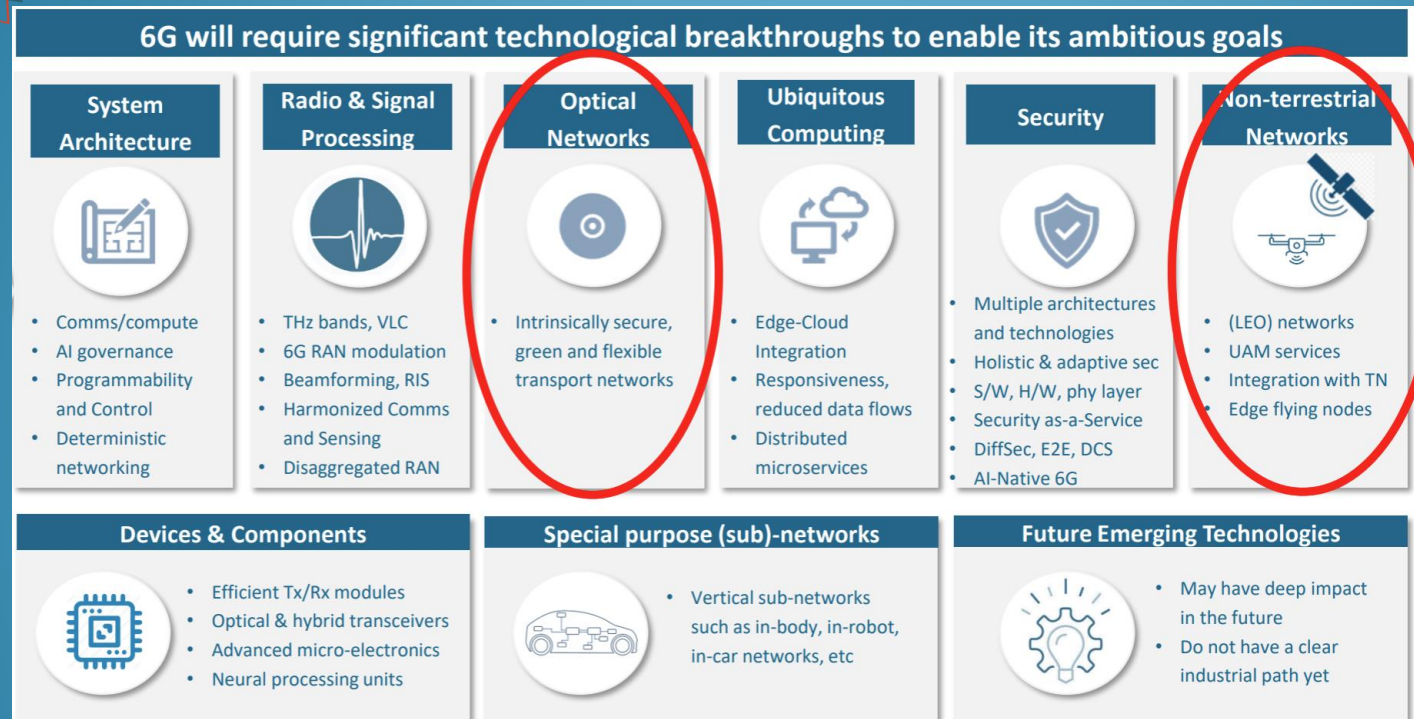 6G will require significant technological breakthroughs to enable its ambitious goals
System
Architecture
• Comms/compute
• AI governance
• Programmability
and Control
• Deterministic
networking
Radio & Signal
Processing
• THz bands, VLC
• 6G RAN modulation
• Beamforming, RIS
• Harmonized Comms
and Sensing
• Disaggregated RAN
Optical
Networks
• Intrinsically secure,
green and flexible
transport networks
Ubiquitous
Computing
• Edge-Cloud
Integration
• Responsiveness,
reduced data flows
• Distributed
microservices
Security
• Multiple architectures
and technologies
• Holistic & adaptive sec
• S/W, H/W, phy layer
• Security as-a-Service
• DiffSec, E2E, DCS
• AI-Native 6G
Non-terrestrial
Networks
• (LEO) networks
• UAM services
• Integration with TN
• Edge flying nodes
Devices & Components
• Efficient Tx/Rx modules
• Optical & hybrid transceivers
• Advanced micro-electronics
• Neural processing units
Special purpose (sub)-networks
• Vertical sub-networks
such as in-body, in-robot,
in-car networks, etc
Future Emerging Technologies
• May have deep impact
in the future
• Do not have a clear
industrial path yet